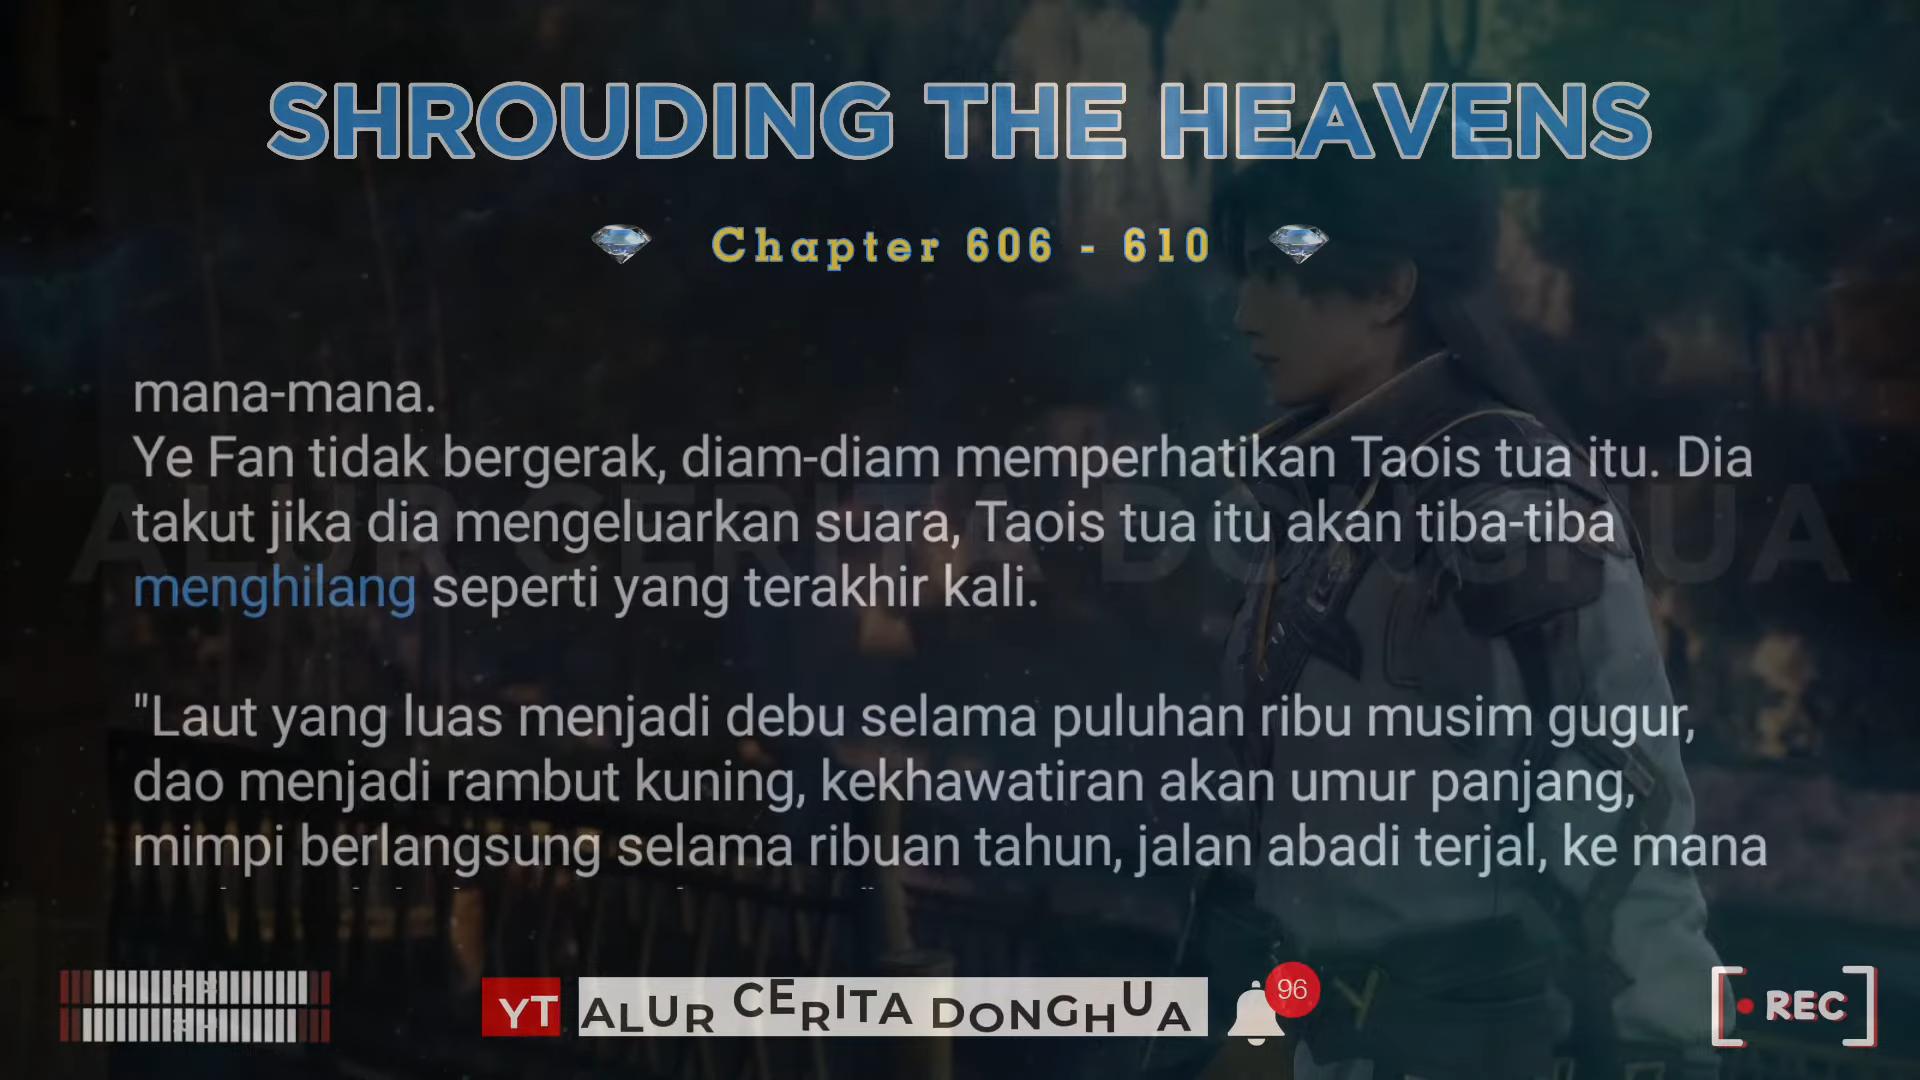 SHROUDING THE HEAVENS
Chapter 606 - 610
mana-mana.
Ye Fan tidak bergerak, diam-diam memperhatikan Taois tua itu. Dia
takut jika dia mengeluarkan suara, Taois tua itu akan tiba-tiba
menghilang seperti yang terakhir kali.
"Laut yang luas menjadi debu selama puluhan ribu musim gugur,
dao menjadi rambut kuning, kekhawatiran akan umur panjang,
mimpi berlangsung selama ribuan tahun, jalan abadi terjal, ke mana
ALUR CERITA DONGHUA
YT ALUR CERITA DONGHUA
96
REC